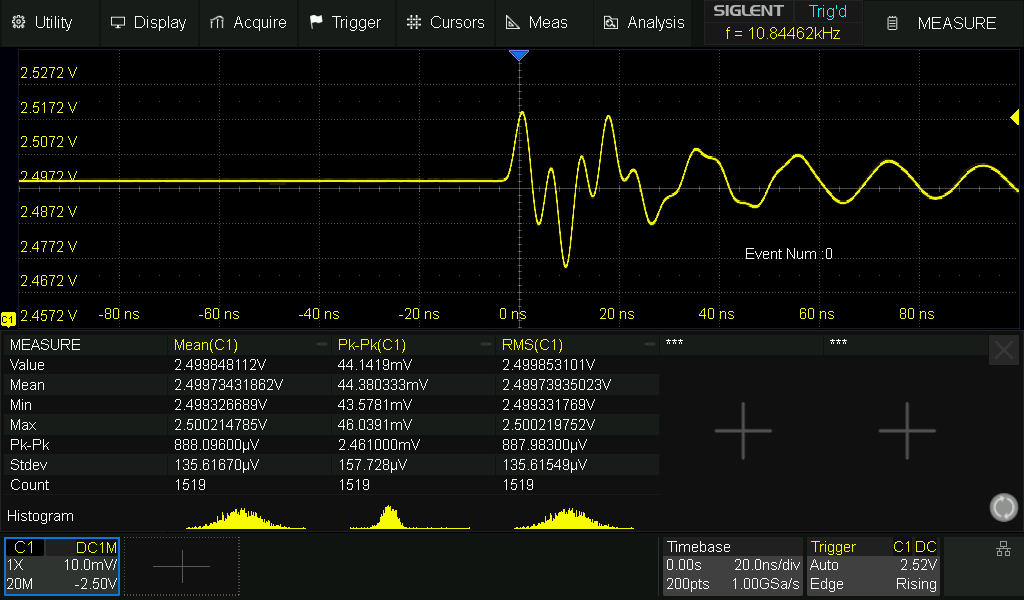 Utility Display Acquire Trigger Cursors Meas Analysis SIGLENT Trig'd MEASURE
f = 10.84462kHz
2.5272 V
2.5172 V
2.5072 V
2.4972 V
2.4872 V
2.4772 V
Event Num :0
2.4672 V
2.4572 V -80 ns -60 ns -40 ns -20 ns 0 ns 20 ns 40 ns 60 ns 80 ns
C1
MEASURE Mean(C1) Pk-Pk(C1) RMS(C1) *** ***
Value 2.499848112V 44.1419mV 2.499853101V
Mean 2.49973431862V 44.380333mV 2.49973935023V
Min 2.499326689V 43.5781mV 2.499331769V
Max 2.500214785V 46.0391mV 2.500219752V
Pk-Pk 888.09600µV 2.461000mV 887.98300µV
Stdev 135.61670µV 157.728µV 135.61549µV
Count 1519 1519 1519
Histogram
C1 DC1M Timebase Trigger C1 DC
1X 10.0mV/ 0.00s 20.0ns/div Auto 2.52V
20M -2.50V 200pts 1.00GSa/s Edge Rising